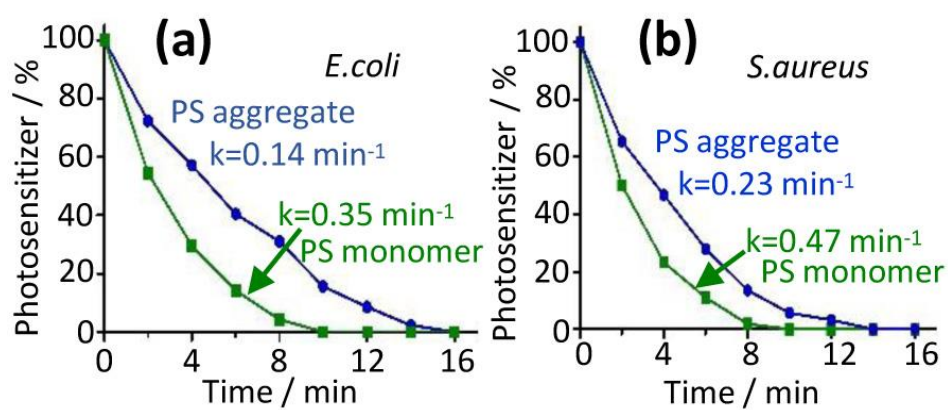 (a)
E.coli
Photosensitizer / %
100
80
60
40
20
0
PS aggregate
k=0.14 min-1
k=0.35 min-1
PS monomer
0 4 8 12 16
Time / min
(b)
S.aureus
Photosensitizer / %
100
80
60
40
20
0
PS aggregate
k=0.23 min-1
k=0.47 min-1
PS monomer
0 4 8 12 16
Time / min